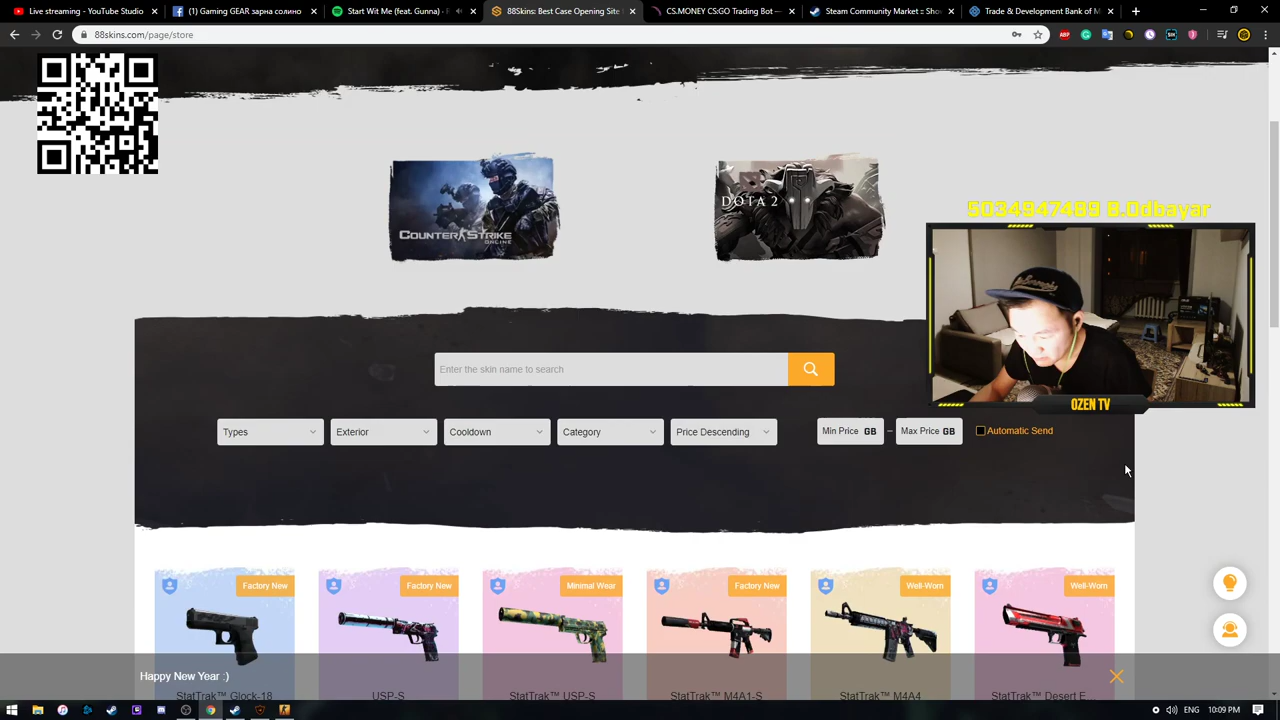 Live streaming - YouTube Studio
(1) Gaming GEAR зарна солилцо
Start Wit Me (feat. Gunna) - F
88Skins: Best Case Opening Site
CS.MONEY CS:GO Trading Bot —
Steam Community Market :: Sho
Trade & Development Bank of M
88skins.com/page/store
COUNTER STRIKE
ONLINE
DOTA 2
5034947489 B.Odbayar
OZEN TV
Enter the skin name to search
Types
Exterior
Cooldown
Category
Price Descending
Min Price GB
–
Max Price GB
Automatic Send
Factory New
Factory New
Minimal Wear
Factory New
Well-Worn
Well-Worn
Happy New Year :)
StatTrak™ Glock-18
USP-S
StatTrak™ USP-S
StatTrak™ M4A1-S
StatTrak™ M4A4
StatTrak™ Desert E...
ENG
10:09 PM